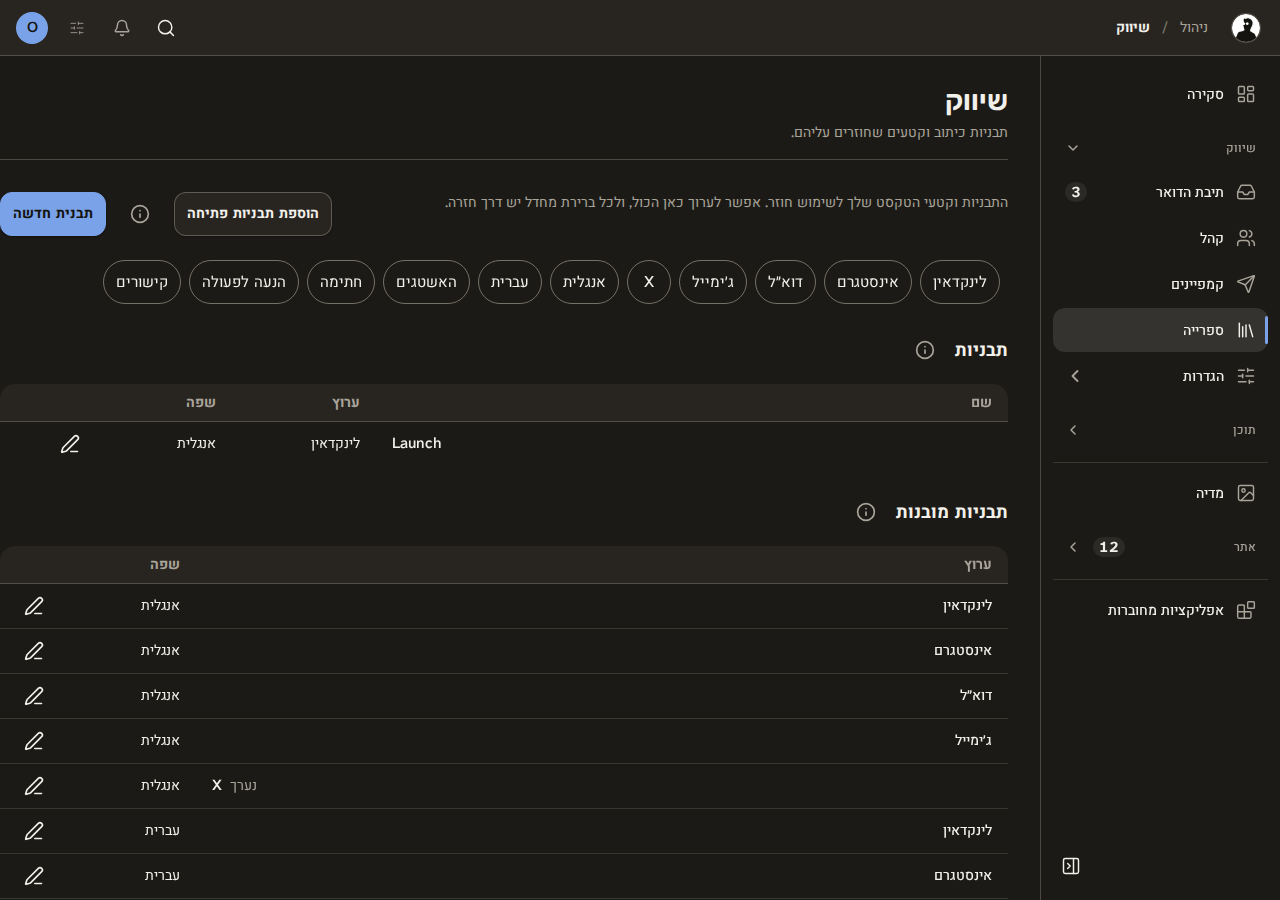 ניהול / שיווק
O
סקירה
שיווק
תיבת הדואר 3
קהל
קמפיינים
ספרייה
הגדרות
תוכן
מדיה
אתר 12
אפליקציות מחוברות
שיווק
תבניות כיתוב וקטעים שחוזרים עליהם.
התבניות וקטעי הטקסט שלך לשימוש חוזר. אפשר לערוך כאן הכול, ולכל ברירת מחדל יש דרך חזרה.
הוספת תבניות פתיחה
תבנית חדשה
לינקדאין אינסטגרם דוא״ל ג׳ימייל X אנגלית עברית האשטגים חתימה הנעה לפעולה קישורים
תבניות
שם ערוץ שפה
Launch לינקדאין אנגלית
תבניות מובנות
ערוץ שפה
לינקדאין אנגלית
אינסטגרם אנגלית
דוא״ל אנגלית
ג׳ימייל אנגלית
X נערך אנגלית
לינקדאין עברית
אינסטגרם עברית